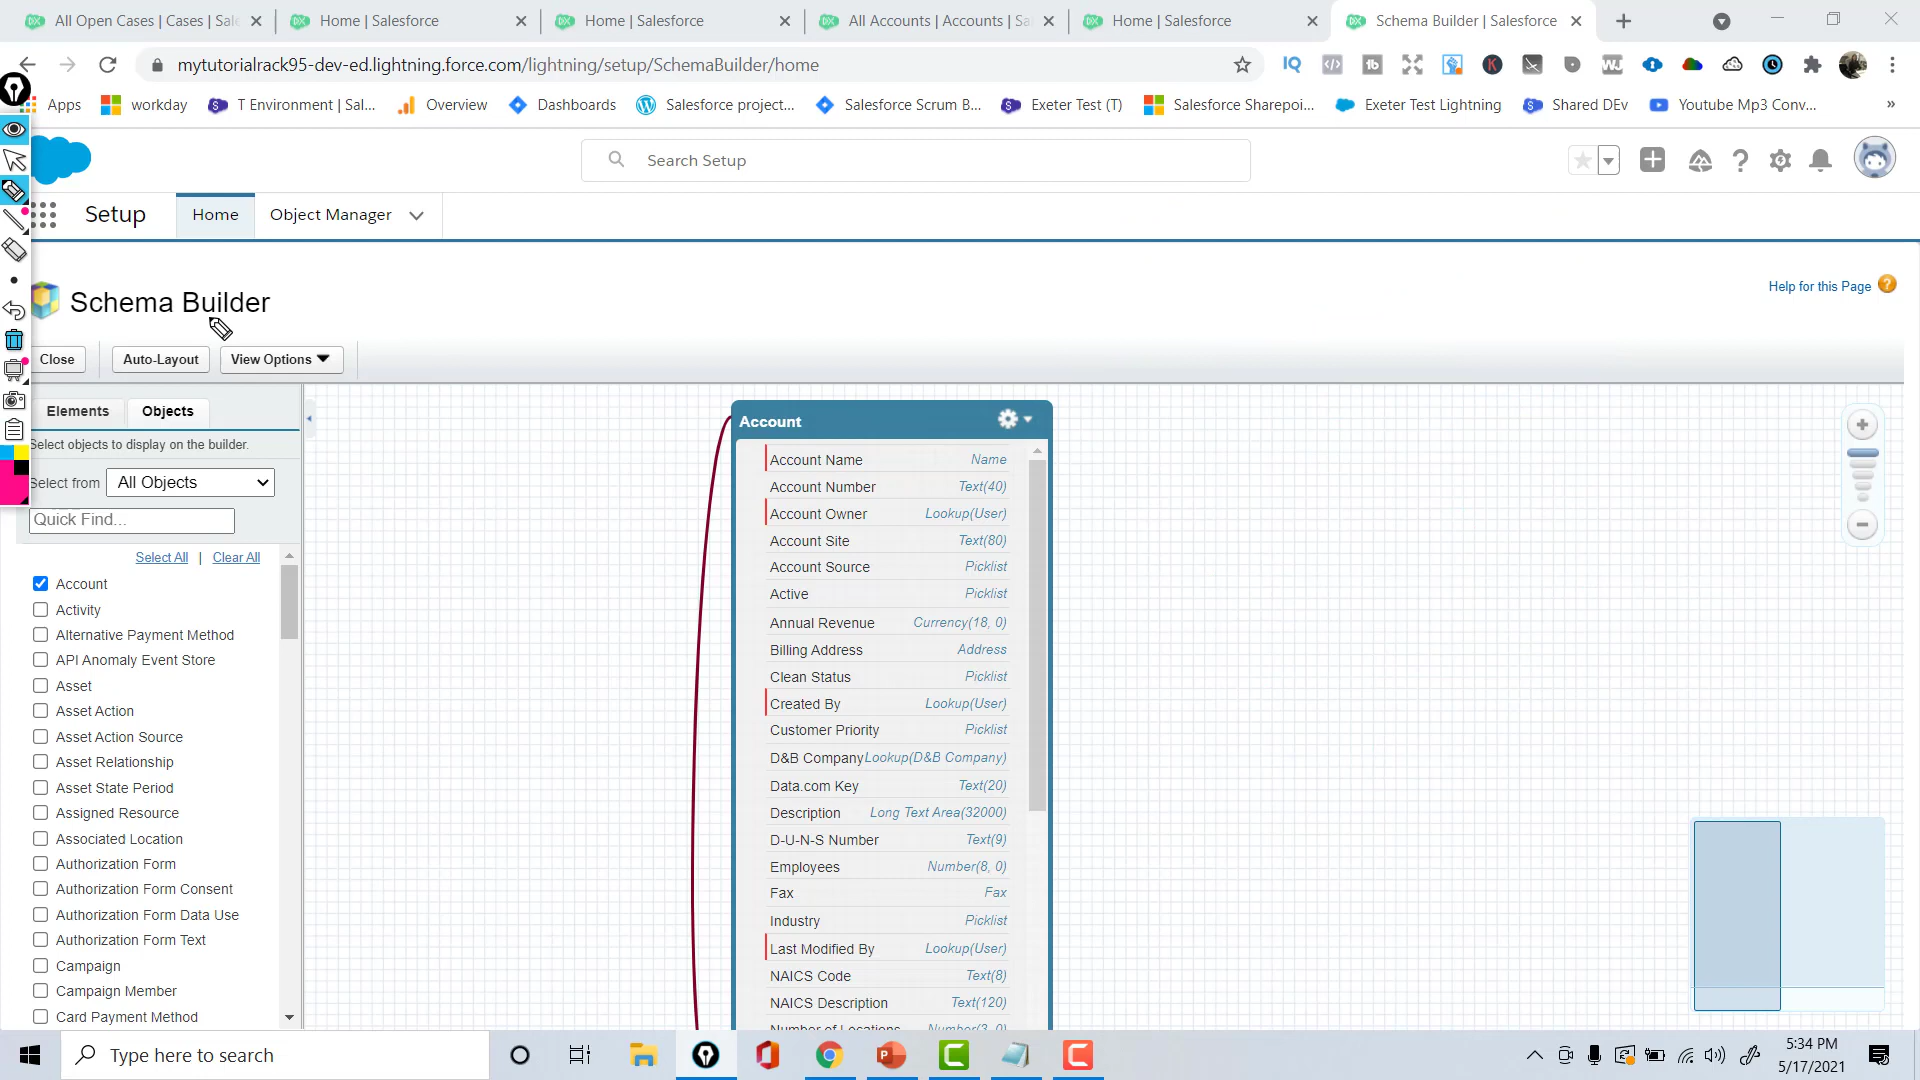 All Open Cases | Cases | Sal
Home | Salesforce
Home | Salesforce
All Accounts | Accounts | Sa
Home | Salesforce
Schema Builder | Salesforce
mytutorialrack95-dev-ed.lightning.force.com/lightning/setup/SchemaBuilder/home
Apps
workday
T Environment | Sal...
Overview
Dashboards
Salesforce project...
Salesforce Scrum B...
Exeter Test (T)
Salesforce Sharepoi...
Exeter Test Lightning
Shared DEv
Youtube Mp3 Conv...
Search Setup
Setup
Home
Object Manager
Schema Builder
Help for this Page
Close
Auto-Layout
View Options
Elements
Objects
Select objects to display on the builder.
Select from
All Objects
Quick Find...
Select All | Clear All
Account
Activity
Alternative Payment Method
API Anomaly Event Store
Asset
Asset Action
Asset Action Source
Asset Relationship
Asset State Period
Assigned Resource
Associated Location
Authorization Form
Authorization Form Consent
Authorization Form Data Use
Authorization Form Text
Campaign
Campaign Member
Card Payment Method
Account
Account Name Name
Account Number Text(40)
Account Owner Lookup(User)
Account Site Text(80)
Account Source Picklist
Active Picklist
Annual Revenue Currency(18, 0)
Billing Address Address
Clean Status Picklist
Created By Lookup(User)
Customer Priority Picklist
D&B Company Lookup(D&B Company)
Data.com Key Text(20)
Description Long Text Area(32000)
D-U-N-S Number Text(9)
Employees Number(8, 0)
Fax Fax
Industry Picklist
Last Modified By Lookup(User)
NAICS Code Text(8)
NAICS Description Text(120)
Number of Locations Number(3, 0)
Type here to search
5:34 PM
5/17/2021